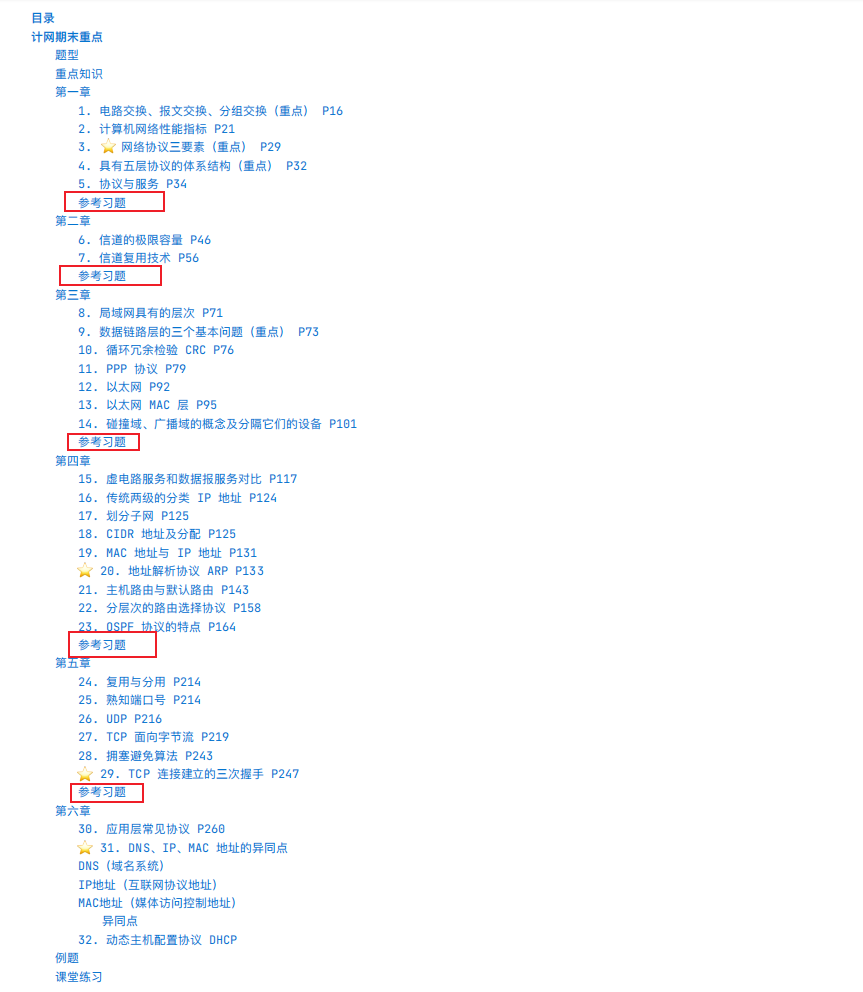 目录
计网期末重点
题型
重点知识
第一章
1. 电路交换、报文交换、分组交换（重点） P16
2. 计算机网络性能指标 P21
3. ⭐ 网络协议三要素（重点） P29
4. 具有五层协议的体系结构（重点） P32
5. 协议与服务 P34
参考习题
第二章
6. 信道的极限容量 P46
7. 信道复用技术 P56
参考习题
第三章
8. 局域网具有的层次 P71
9. 数据链路层的三个基本问题（重点） P73
10. 循环冗余检验 CRC P76
11. PPP 协议 P79
12. 以太网 P92
13. 以太网 MAC 层 P95
14. 碰撞域、广播域的概念及分隔它们的设备 P101
参考习题
第四章
15. 虚电路服务和数据报服务对比 P117
16. 传统两级的分类 IP 地址 P124
17. 划分子网 P125
18. CIDR 地址及分配 P125
19. MAC 地址与 IP 地址 P131
⭐ 20. 地址解析协议 ARP P133
21. 主机路由与默认路由 P143
22. 分层次的路由选择协议 P158
23. OSPF 协议的特点 P164
参考习题
第五章
24. 复用与分用 P214
25. 熟知端口号 P214
26. UDP P216
27. TCP 面向字节流 P219
28. 拥塞避免算法 P243
⭐ 29. TCP 连接建立的三次握手 P247
参考习题
第六章
30. 应用层常见协议 P260
⭐ 31. DNS、IP、MAC 地址的异同点
DNS（域名系统）
IP地址（互联网协议地址）
MAC地址（媒体访问控制地址）
异同点
32. 动态主机配置协议 DHCP
例题
课堂练习